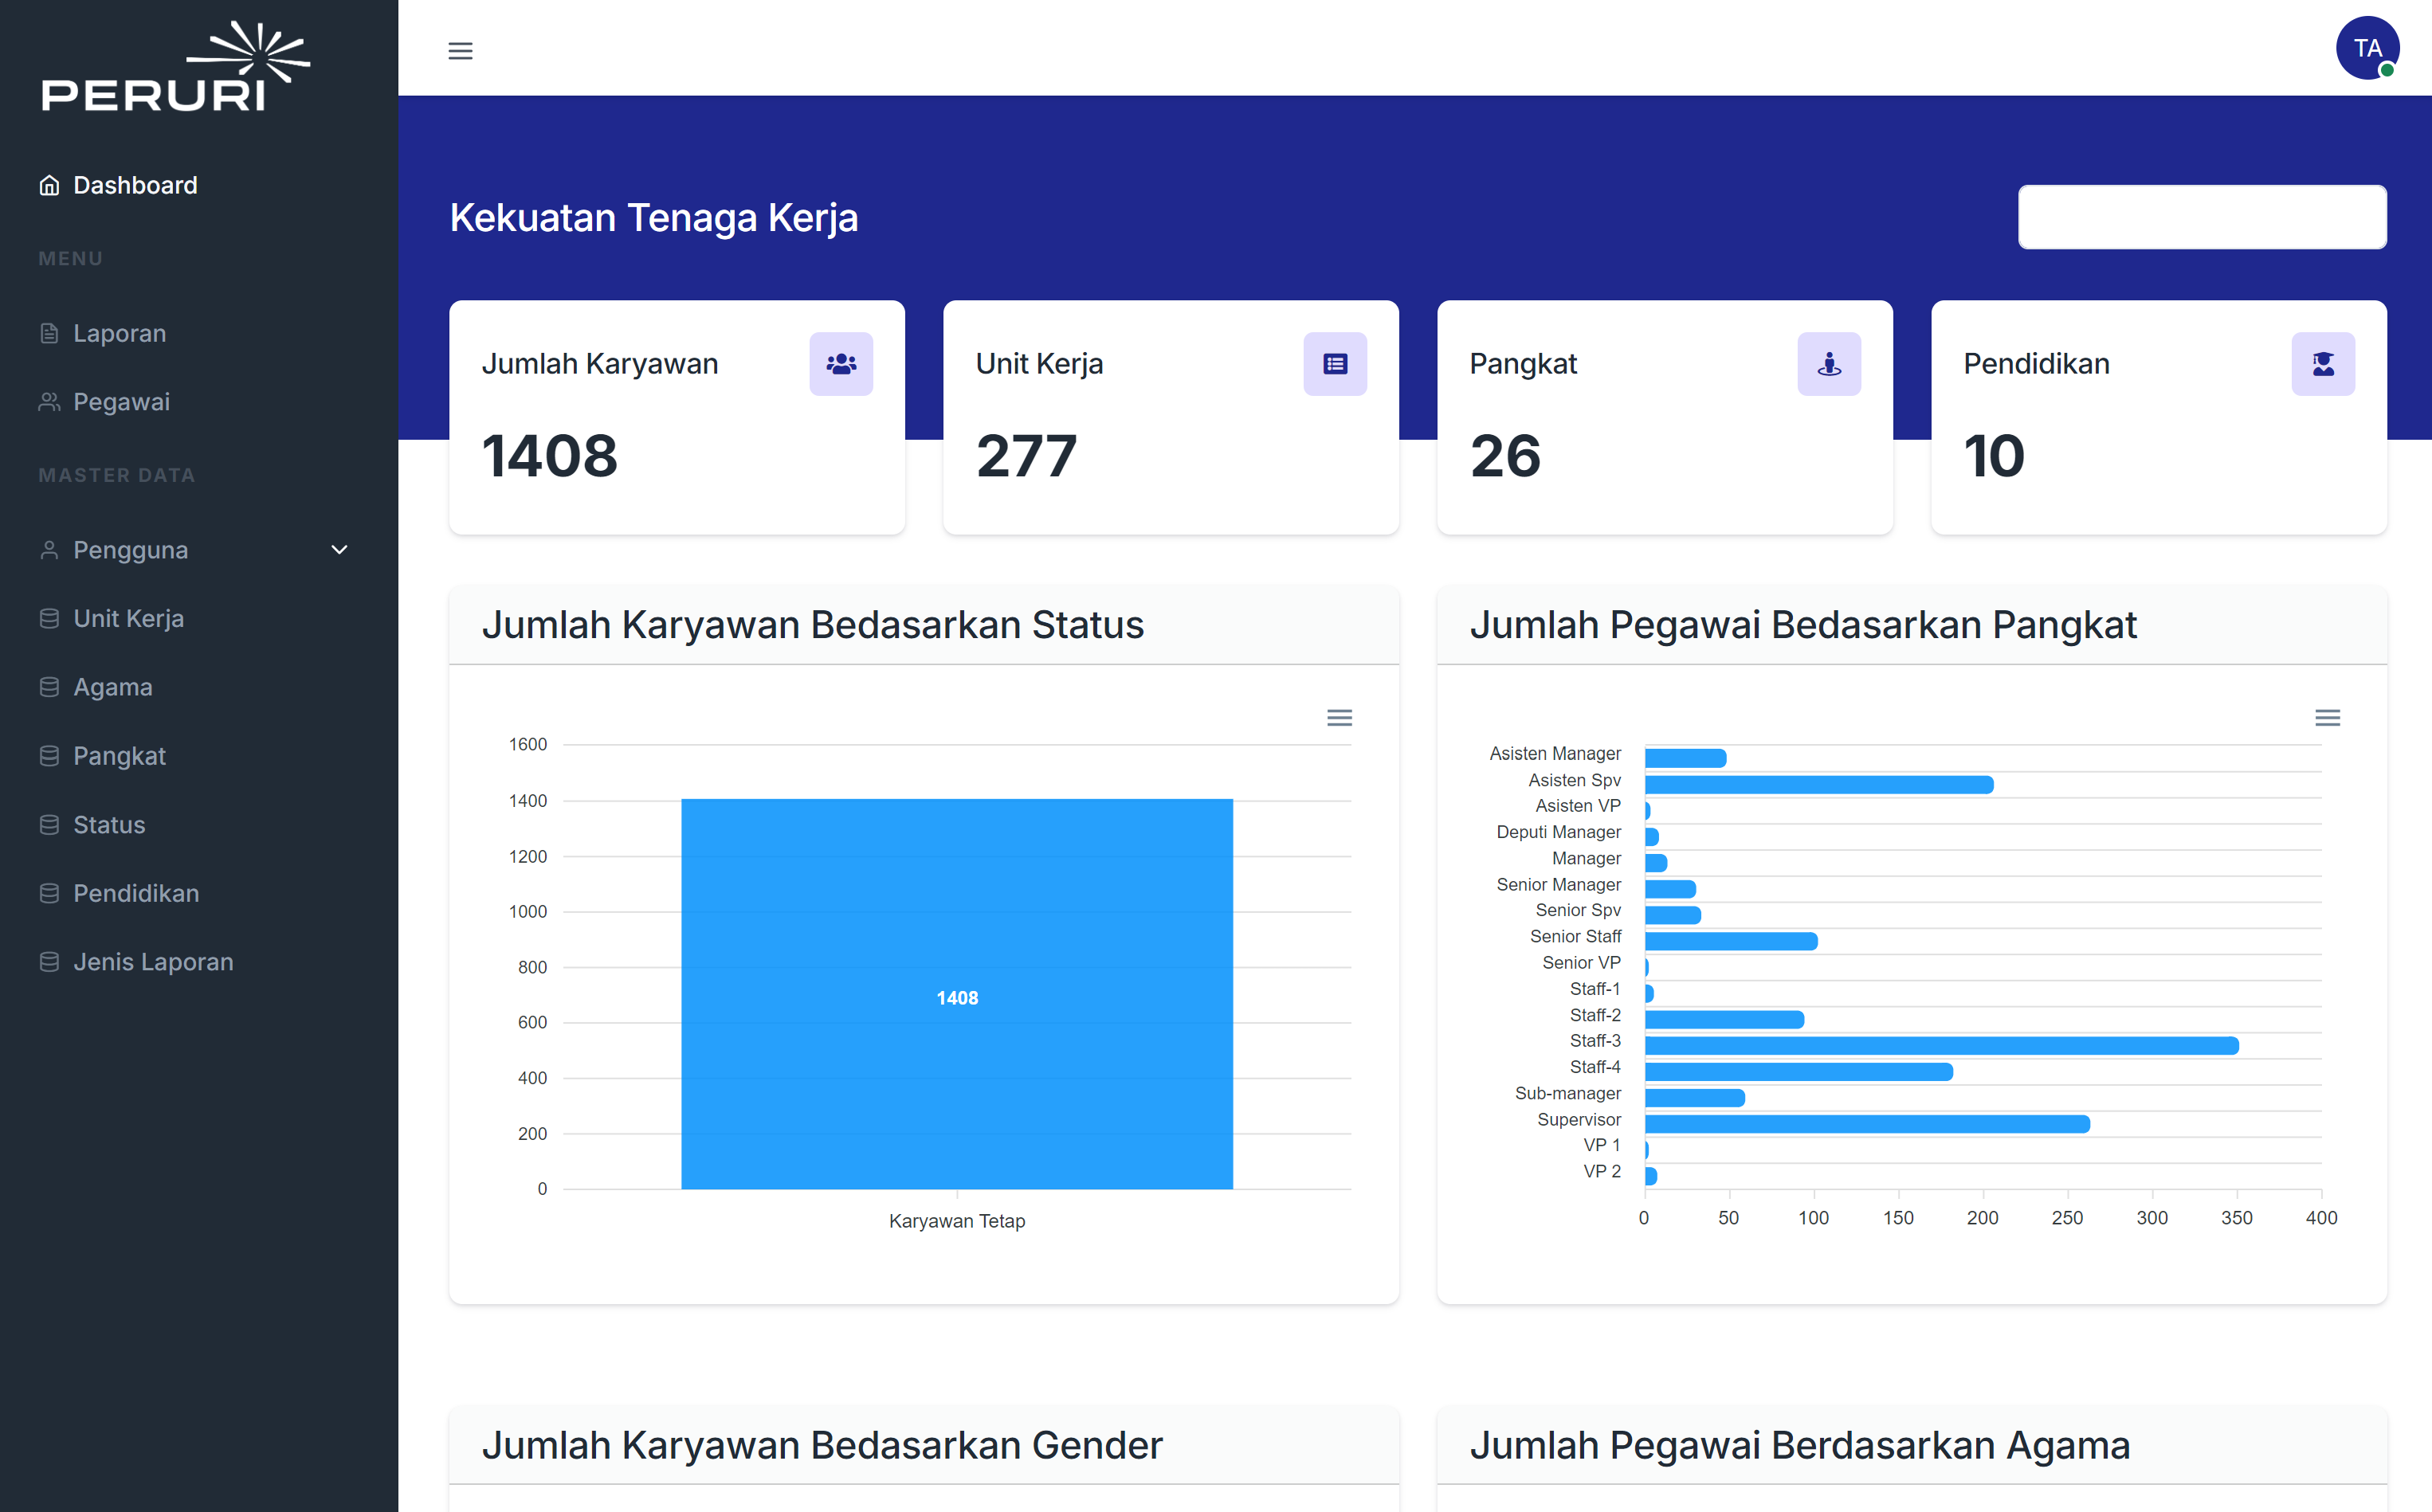 PERURI
Dashboard
MENU
Laporan
Pegawai
MASTER DATA
Pengguna
Unit Kerja
Agama
Pangkat
Status
Pendidikan
Jenis Laporan
TA
Kekuatan Tenaga Kerja
Jumlah Karyawan
1408
Unit Kerja
277
Pangkat
26
Pendidikan
10
Jumlah Karyawan Bedasarkan Status
1600
1400
1200
1000
800
600
400
200
0
1408
Karyawan Tetap
Jumlah Pegawai Bedasarkan Pangkat
Asisten Manager
Asisten Spv
Asisten VP
Deputi Manager
Manager
Senior Manager
Senior Spv
Senior Staff
Senior VP
Staff-1
Staff-2
Staff-3
Staff-4
Sub-manager
Supervisor
VP 1
VP 2
0 50 100 150 200 250 300 350 400
Jumlah Karyawan Bedasarkan Gender
Jumlah Pegawai Berdasarkan Agama